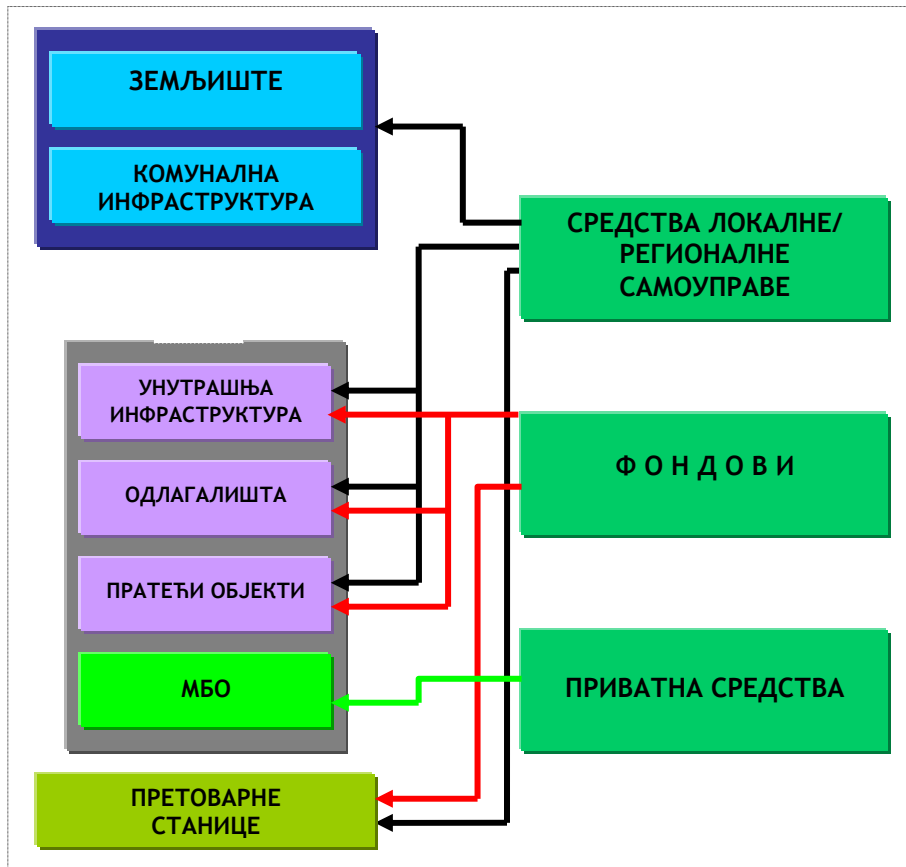 ЗЕМЉИШТЕ
КОМУНАЛНА
ИНФРАСТРУКТУРА
СРЕДСТВА ЛОКАЛНЕ/
РЕГИОНАЛНЕ
САМОУПРАВЕ
УНУТРАШЊА
ИНФРАСТРУКТУРА
ОДЛАГАЛИШТА
ПРАТЕЋИ ОБЈЕКТИ
МБО
Ф О Н Д О В И
ПРИВАТНА СРЕДСТВА
ПРЕТОВАРНЕ
СТАНИЦЕ